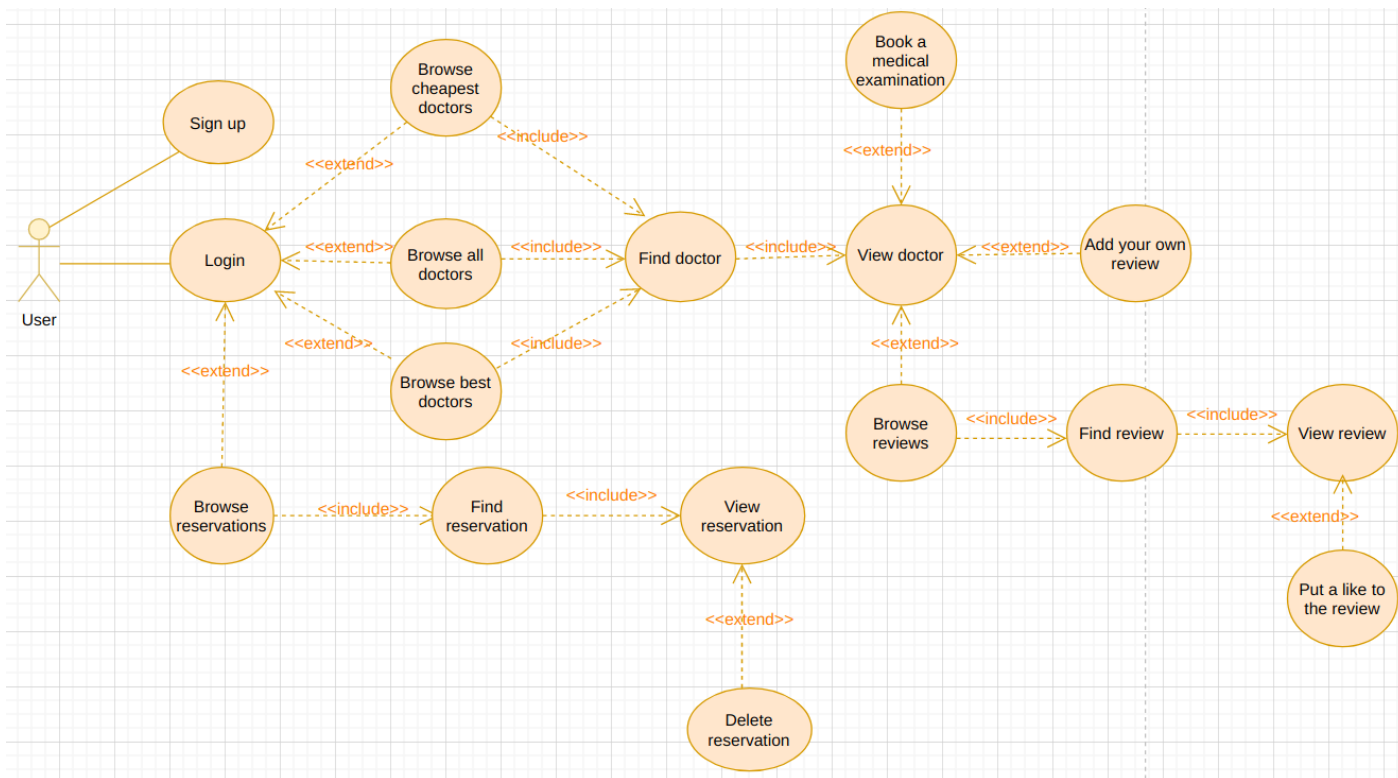 Book a
medical
examination
Browse
cheapest
doctors
Sign up
<<include>>
<<extend>>
<<extend>>
Login
<<extend>>
Browse all
doctors
<<include>>
Find doctor
<<include>>
View doctor
<<extend>>
Add your own
review
User
<<extend>>
<<include>>
<<extend>>
<<extend>>
Browse best
doctors
Browse
reviews
<<include>>
Find review
<<include>>
View review
Browse
reservations
<<include>>
Find
reservation
<<include>>
View
reservation
<<extend>>
Put a like to
the review
<<extend>>
Delete
reservation